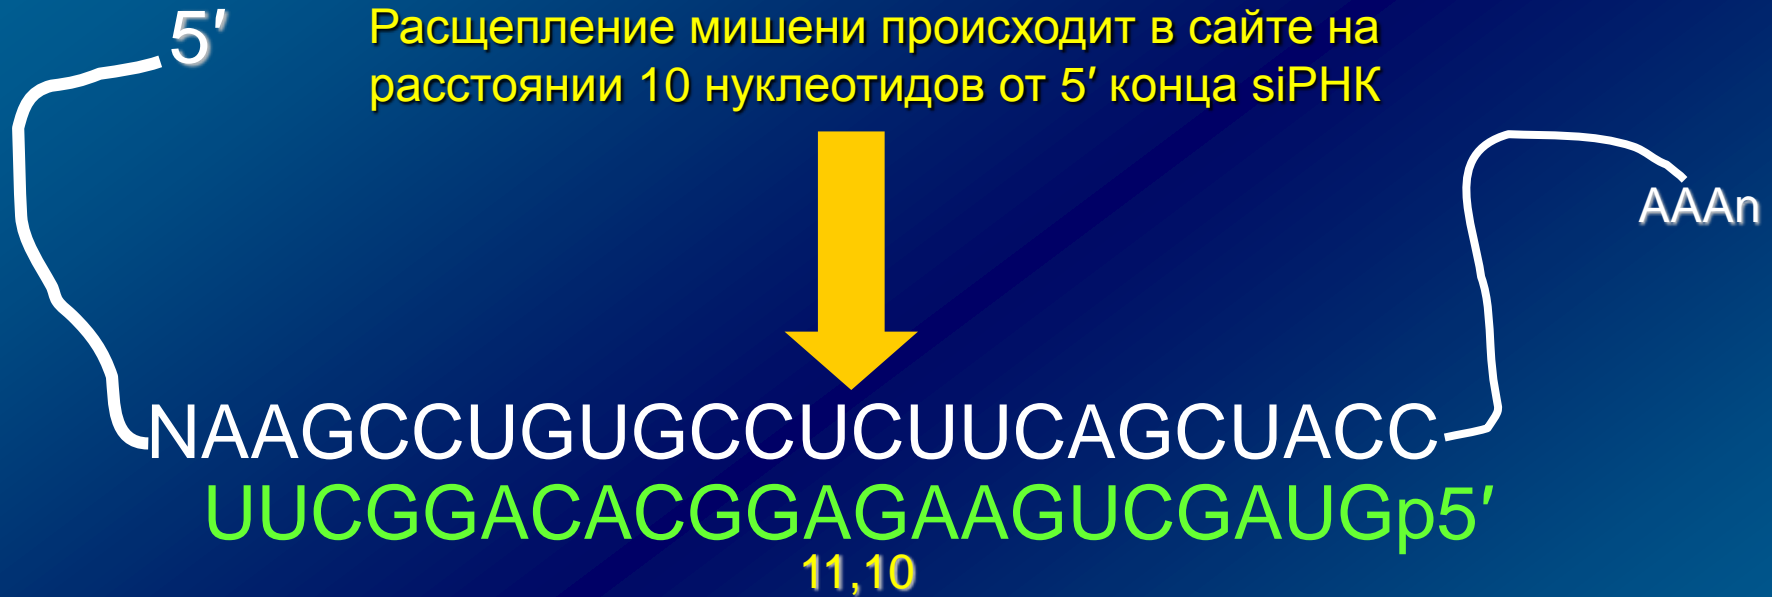 5′
Расщепление мишени происходит в сайте на
расстоянии 10 нуклеотидов от 5′ конца siРНК
AAAn
NAAGCCUGUGCCUCUUCAGCUACC
UUCGGACACGGAGAAGUCGAUGp5′
11,10